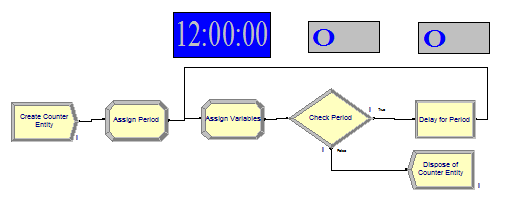 12:00:00
0
0
Create Counter
Entity
Assign Period
Assign Variables
Check Period
True
Delay for Period
False
Dispose of
Counter Entity